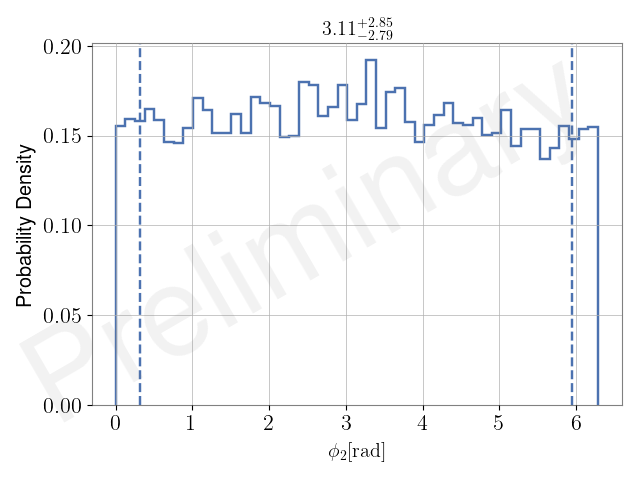 3.11^{+2.85}_{-2.79}
0.20
0.15
0.10
0.05
0.00
Probability Density
0 1 2 3 4 5 6
ϕ₂[rad]
Preliminary